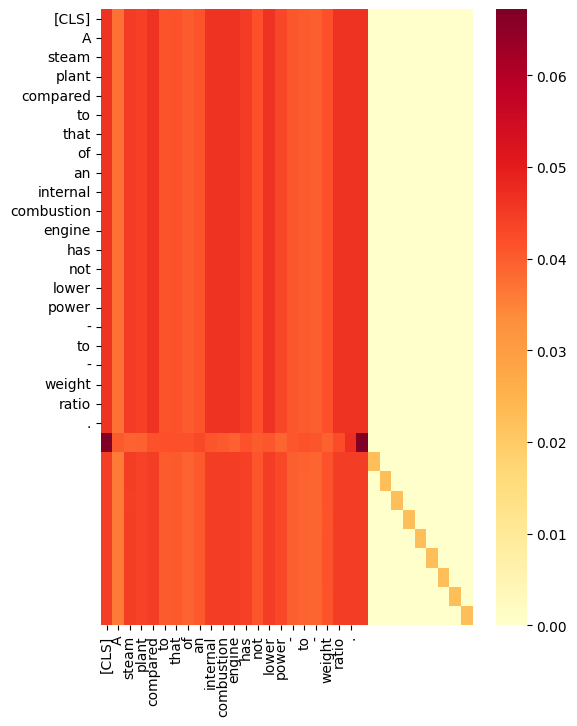 [CLS]
A
steam
plant
compared
to
that
of
an
internal
combustion
engine
has
not
lower
power
-
to
-
weight
ratio
.
0.06
0.05
0.04
0.03
0.02
0.01
0.00
[CLS]
A
steam
plant
compared
to
that
of
an
internal
combustion
engine
has
not
lower
power
-
to
-
weight
ratio
.